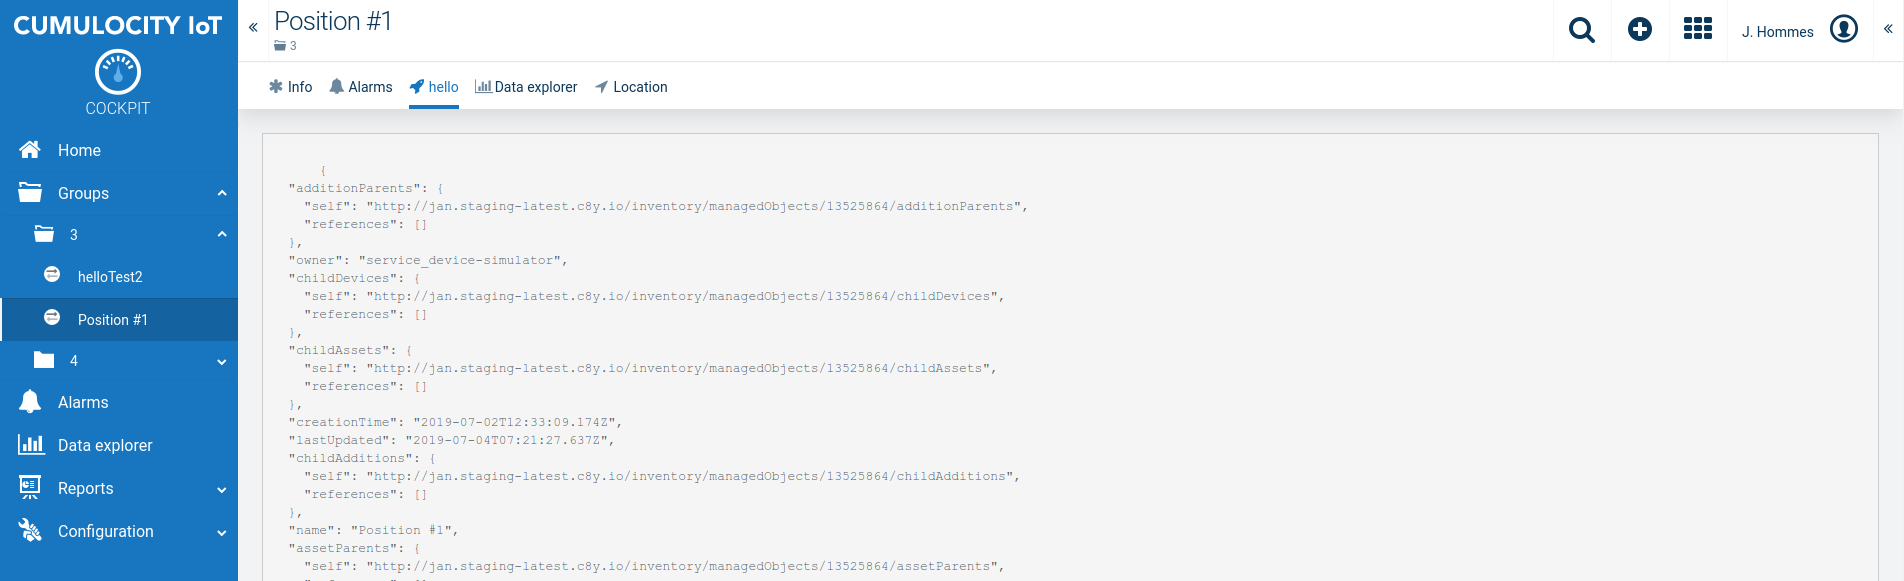 CUMULOCITY IoT
COCKPIT
Home
Groups
3
helloTest2
Position #1
4
Alarms
Data explorer
Reports
Configuration
Position #1
3
J. Hommes
Info
Alarms
hello
Data explorer
Location
{
"additionParents": {
"self": "http://jan.staging-latest.c8y.io/inventory/managedObjects/13525864/additionParents",
"references": []
},
"owner": "service_device-simulator",
"childDevices": {
"self": "http://jan.staging-latest.c8y.io/inventory/managedObjects/13525864/childDevices",
"references": []
},
"childAssets": {
"self": "http://jan.staging-latest.c8y.io/inventory/managedObjects/13525864/childAssets",
"references": []
},
"creationTime": "2019-07-02T12:33:09.174Z",
"lastUpdated": "2019-07-04T07:21:27.637Z",
"childAdditions": {
"self": "http://jan.staging-latest.c8y.io/inventory/managedObjects/13525864/childAdditions",
"references": []
},
"name": "Position #1",
"assetParents": {
"self": "http://jan.staging-latest.c8y.io/inventory/managedObjects/13525864/assetParents",